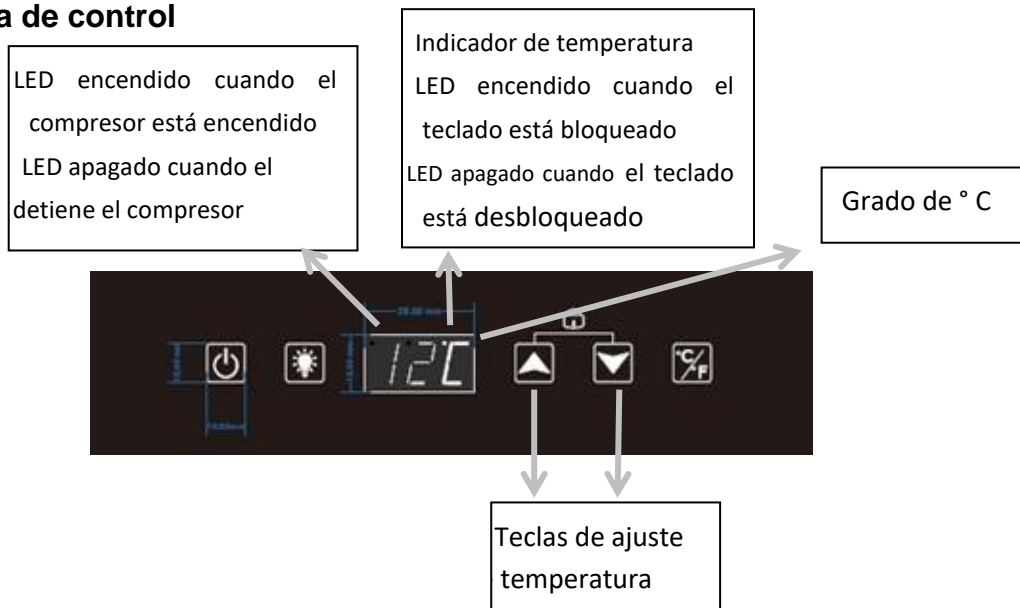 a de control
LED encendido cuando el
compresor está encendido
LED apagado cuando el
detiene el compresor
Indicador de temperatura
LED encendido cuando el
teclado está bloqueado
LED apagado cuando el teclado
está desbloqueado
Grado de ° C
12°C
°C/F
Teclas de ajuste
temperatura